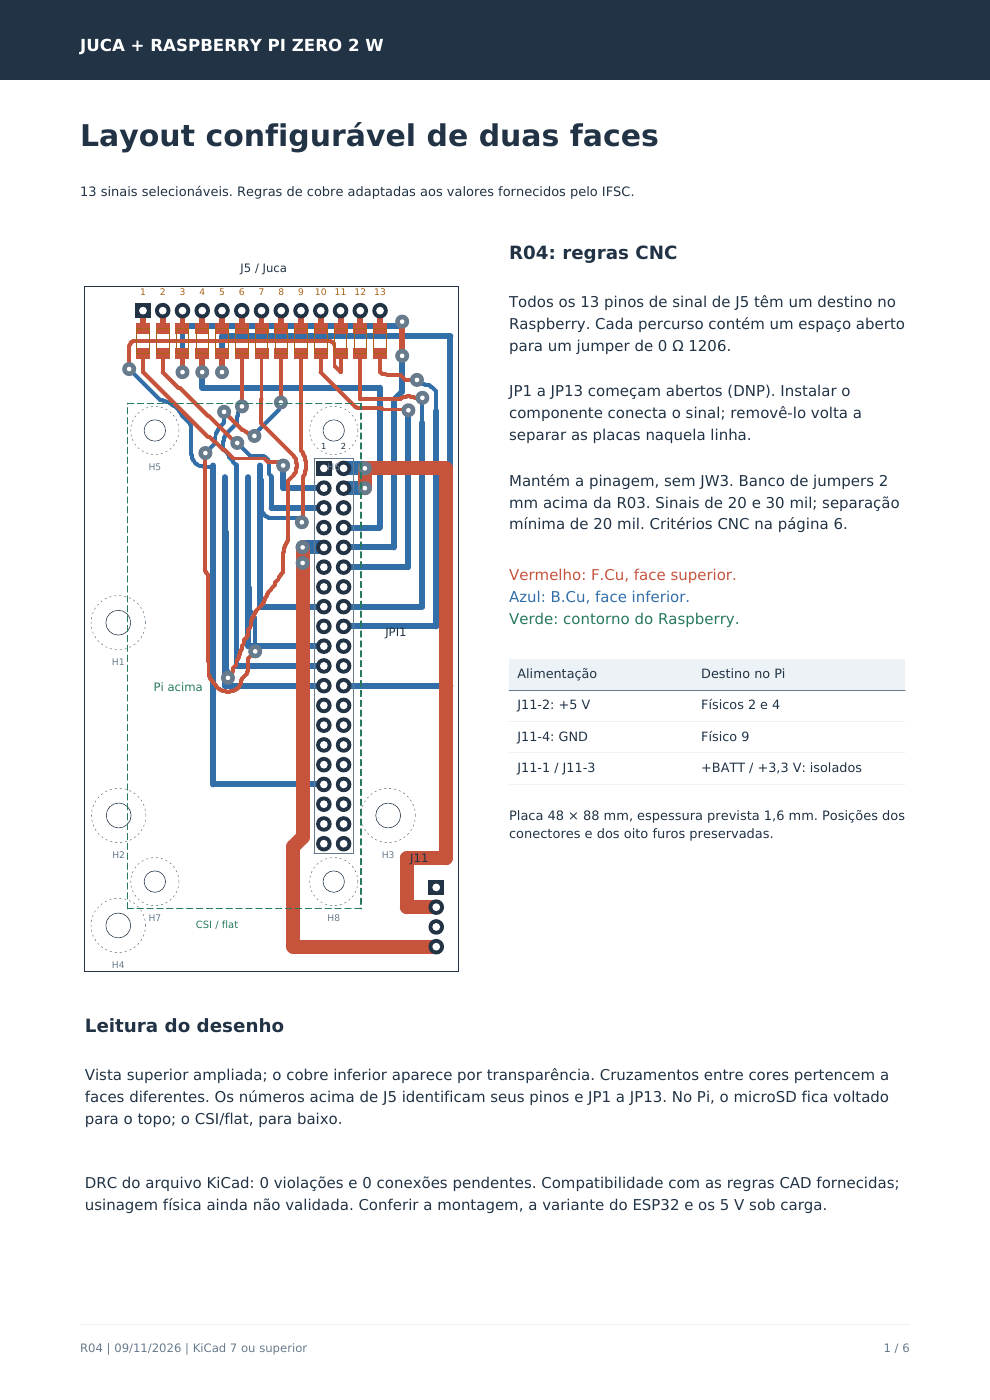 JUCA + RASPBERRY PI ZERO 2 W
Layout configurável de duas faces
13 sinais selecionáveis. Regras de cobre adaptadas aos valores fornecidos pelo IFSC.
J5 / Juca
1 2 3 4 5 6 7 8 9 10 11 12 13
1 2
H5
H1
JPI1
Pi acima
H2
H3
J11
H7
H8
CSI / flat
H4
R04: regras CNC
Todos os 13 pinos de sinal de J5 têm um destino no
Raspberry. Cada percurso contém um espaço aberto
para um jumper de 0 Ω 1206.
JP1 a JP13 começam abertos (DNP). Instalar o
componente conecta o sinal; removê-lo volta a
separar as placas naquela linha.
Mantém a pinagem, sem JW3. Banco de jumpers 2
mm acima da R03. Sinais de 20 e 30 mil; separação
mínima de 20 mil. Critérios CNC na página 6.
Vermelho: F.Cu, face superior.
Azul: B.Cu, face inferior.
Verde: contorno do Raspberry.
Alimentação Destino no Pi
J11-2: +5 V Físicos 2 e 4
J11-4: GND Físico 9
J11-1 / J11-3 +BATT / +3,3 V: isolados
Placa 48 × 88 mm, espessura prevista 1,6 mm. Posições dos
conectores e dos oito furos preservadas.
Leitura do desenho
Vista superior ampliada; o cobre inferior aparece por transparência. Cruzamentos entre cores pertencem a
faces diferentes. Os números acima de J5 identificam seus pinos e JP1 a JP13. No Pi, o microSD fica voltado
para o topo; o CSI/flat, para baixo.
DRC do arquivo KiCad: 0 violações e 0 conexões pendentes. Compatibilidade com as regras CAD fornecidas;
usinagem física ainda não validada. Conferir a montagem, a variante do ESP32 e os 5 V sob carga.
R04 | 09/11/2026 | KiCad 7 ou superior
1 / 6